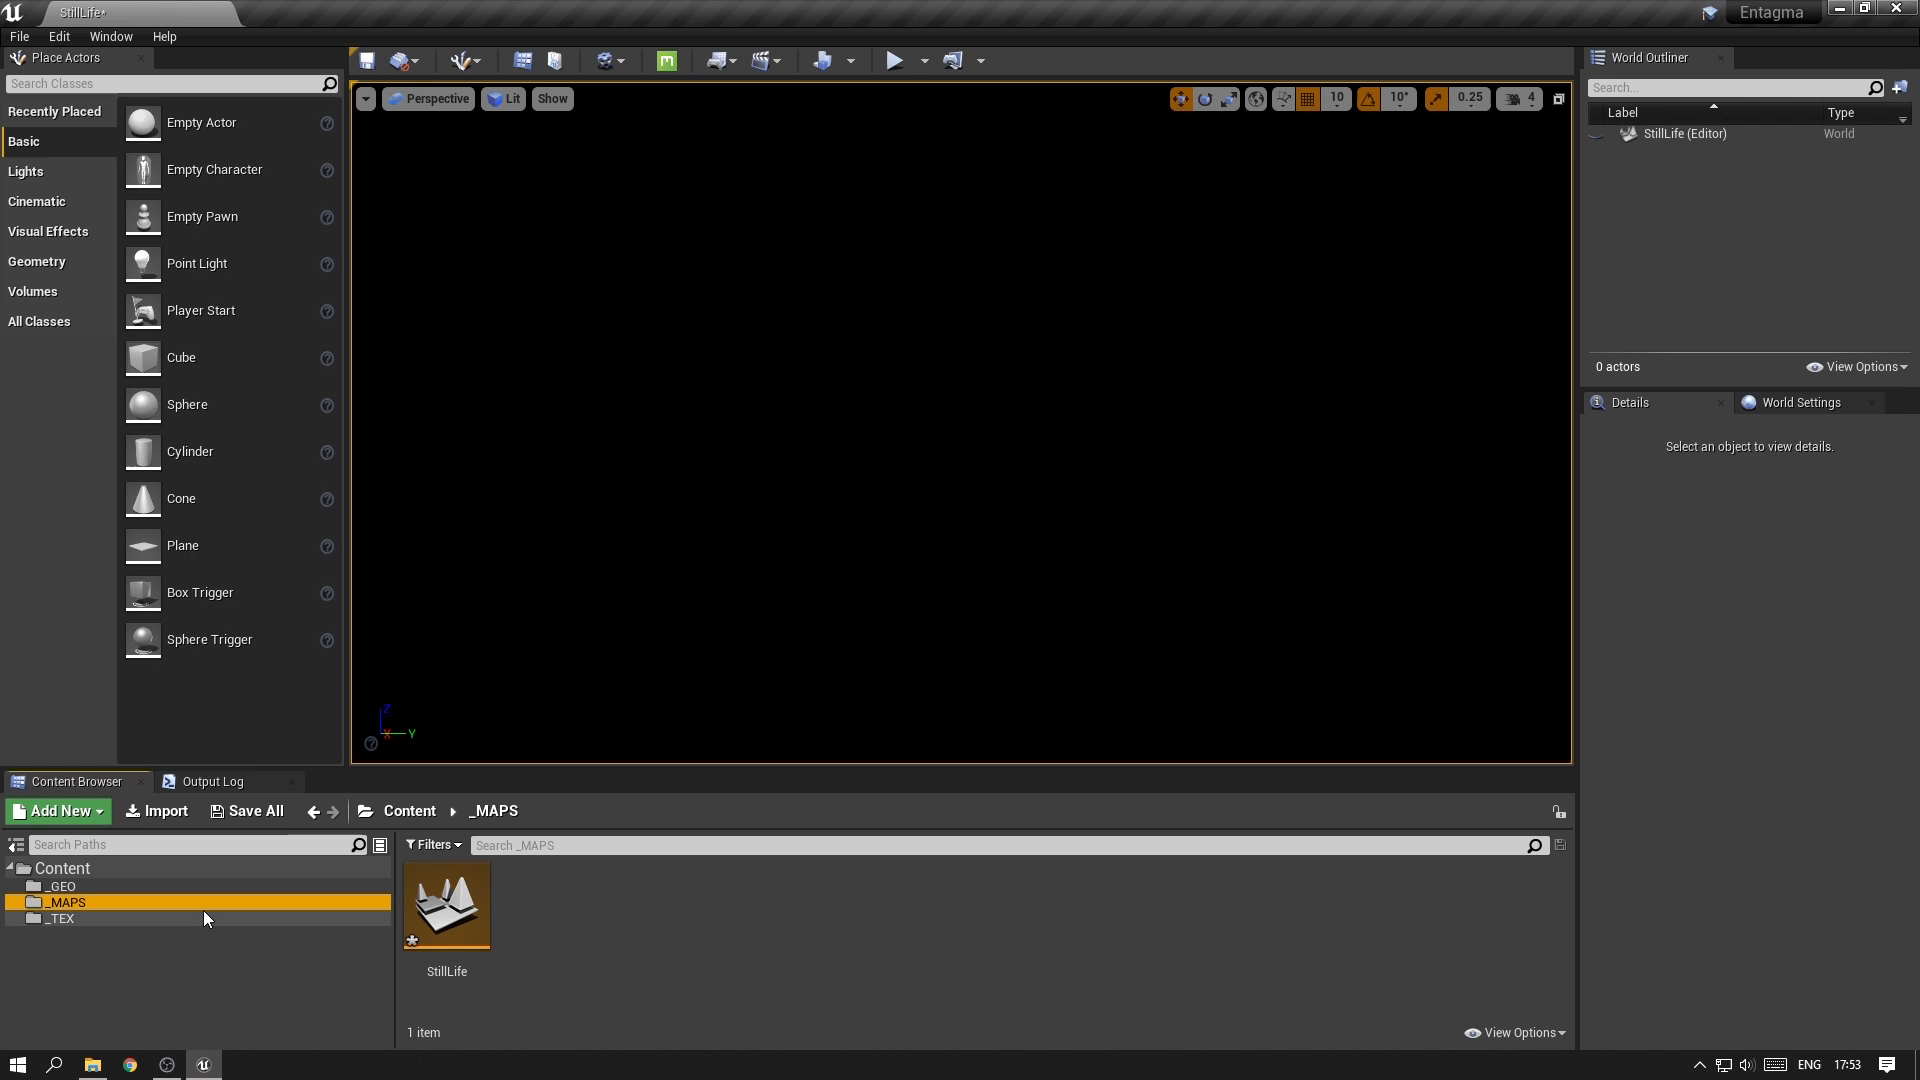 StillLife*
Entagma
File Edit Window Help
Place Actors
Search Classes
Recently Placed
Basic
Lights
Cinematic
Visual Effects
Geometry
Volumes
All Classes
Empty Actor
Empty Character
Empty Pawn
Point Light
Player Start
Cube
Sphere
Cylinder
Cone
Plane
Box Trigger
Sphere Trigger
Perspective Lit Show
10 10° 0.25 4
Z
X Y
World Outliner
Search...
Label Type
StillLife (Editor) World
0 actors View Options
Details World Settings
Select an object to view details.
Content Browser Output Log
Add New Import Save All Content _MAPS
Search Paths
Content
_GEO
_MAPS
_TEX
Filters Search _MAPS
StillLife
1 item View Options
ENG 17:53